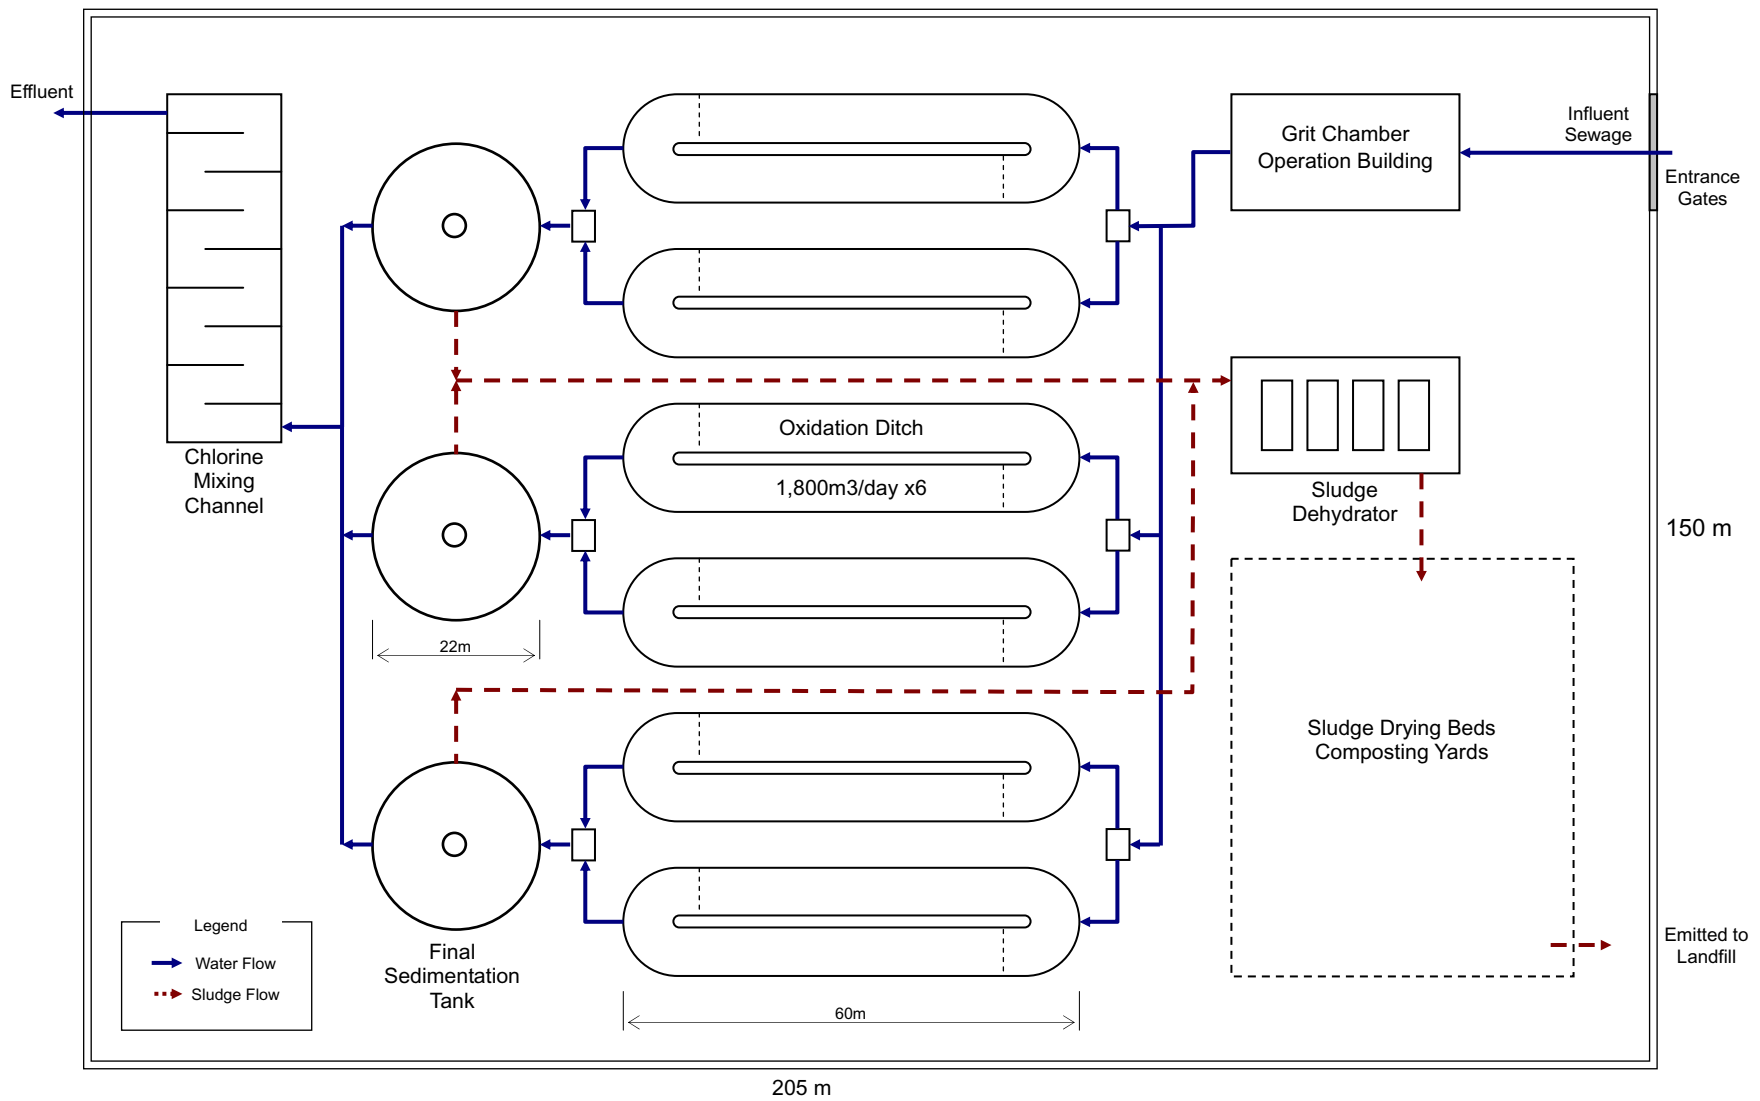 Effluent
Grit Chamber
Operation Building
Influent
Sewage
Entrance
Gates
Oxidation Ditch
1,800m3/day x6
Chlorine
Mixing
Channel
Sludge
Dehydrator
150 m
22m
Sludge Drying Beds
Composting Yards
Legend
Water Flow
Sludge Flow
Final
Sedimentation
Tank
Emitted to
Landfill
60m
205 m